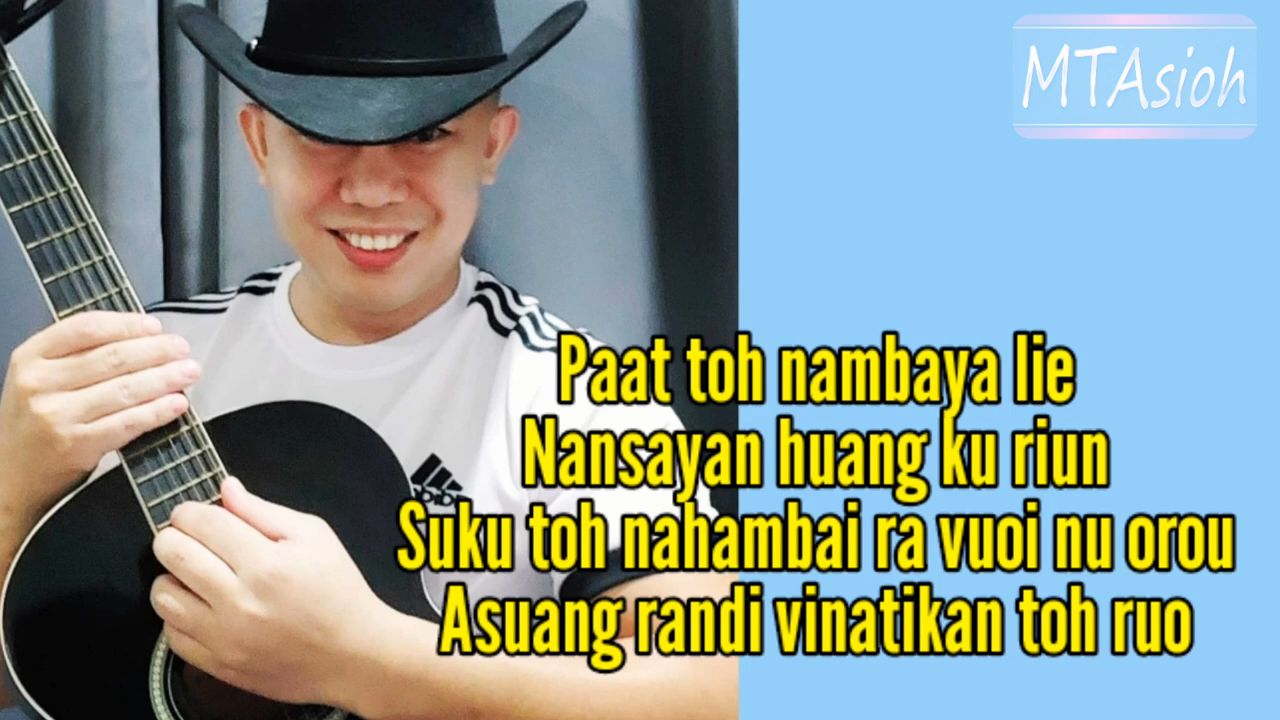 MTAsioh
Paat toh nambaya lie
Nansayan huang ku riun
Suku toh nahambai ra vuoi nu orou
Asuang randi vinatikan toh ruo